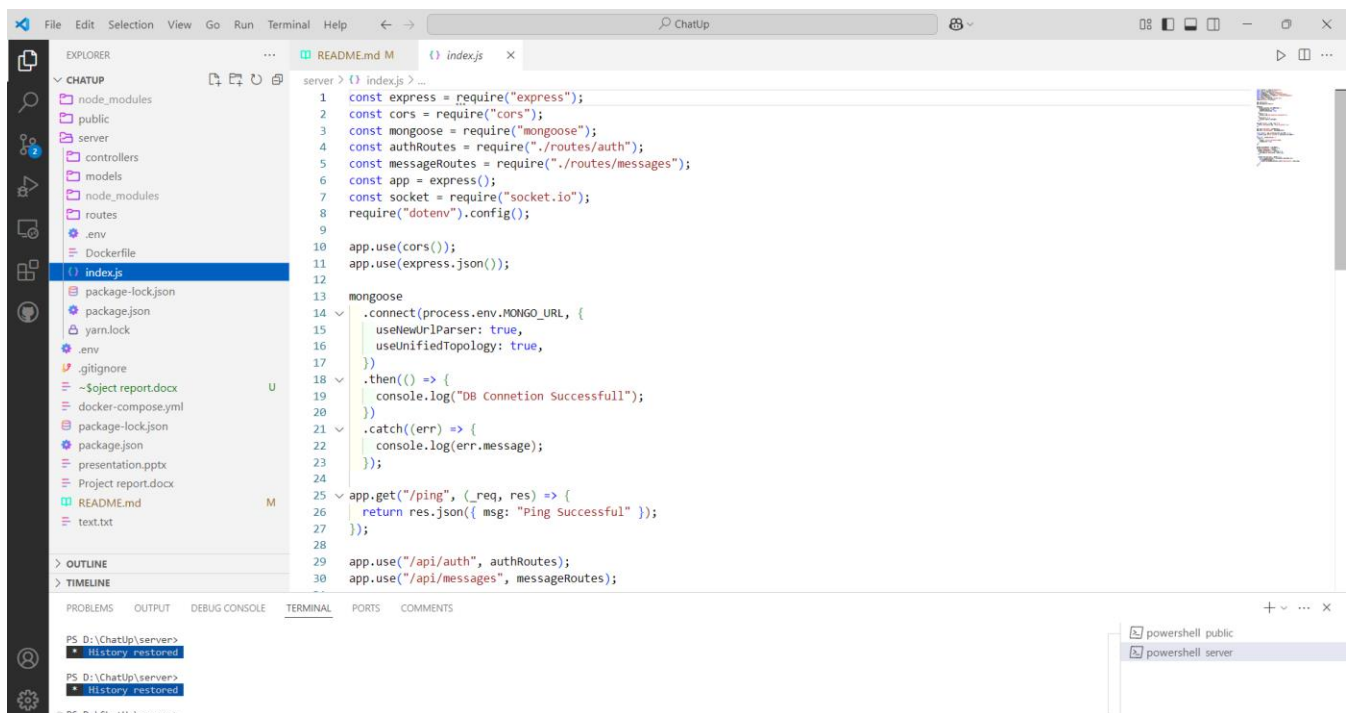 File Edit Selection View Go Run Terminal Help ChatUp
EXPLORER
CHATUP
node_modules
public
server
controllers
models
node_modules
routes
.env
Dockerfile
index.js
package-lock.json
package.json
yarn.lock
.env
.gitignore
~$oject report.docx U
docker-compose.yml
package-lock.json
package.json
presentation.pptx
Project report.docx
README.md M
text.txt
OUTLINE
TIMELINE
2
README.md M index.js
server > index.js > ...
1 const express = require("express");
2 const cors = require("cors");
3 const mongoose = require("mongoose");
4 const authRoutes = require("./routes/auth");
5 const messageRoutes = require("./routes/messages");
6 const app = express();
7 const socket = require("socket.io");
8 require("dotenv").config();
9
10 app.use(cors());
11 app.use(express.json());
12
13 mongoose
14 .connect(process.env.MONGO_URL, {
15 useNewUrlParser: true,
16 useUnifiedTopology: true,
17 })
18 .then(() => {
19 console.log("DB Connetion Successfull");
20 })
21 .catch((err) => {
22 console.log(err.message);
23 });
24
25 app.get("/ping", (_req, res) => {
26 return res.json({ msg: "Ping Successful" });
27 });
28
29 app.use("/api/auth", authRoutes);
30 app.use("/api/messages", messageRoutes);
PROBLEMS OUTPUT DEBUG CONSOLE TERMINAL PORTS COMMENTS
PS D:\ChatUp\server>
* History restored
PS D:\ChatUp\server>
* History restored
powershell public
powershell server